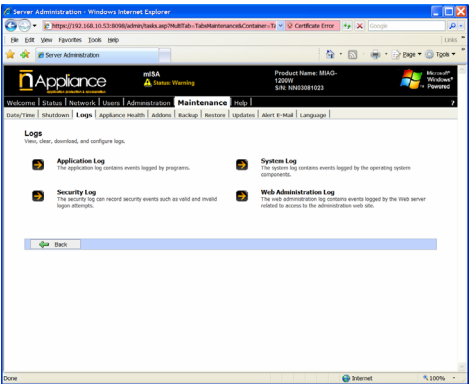 Server Administration - Windows Internet Explorer
https://192.168.10.53:8098/admin/tasks.asp?MultiTab=TabsMaintenance&Container=Ta
Certificate Error
Google
File Edit View Favorites Tools Help
Links
Server Administration
Page Tools
Appliance
mISA
Status: Warning
Product Name: MIAG-
1200W
S/N: NN03081023
Microsoft®
Windows®
Powered
Welcome | Status | Network | Users | Administration | Maintenance | Help | ?
Date/Time | Shutdown | Logs | Appliance Health | Addons | Backup | Restore | Updates | Alert E-Mail | Language |
Logs
View, clear, download, and configure logs.
Application Log
The application log contains events logged by programs.
System Log
The system log contains events logged by the operating system
components.
Security Log
The security log can record security events such as valid and invalid
logon attempts.
Web Administration Log
The web administration log contains events logged by the Web server
related to access to the administration web site.
Back
Done
Internet
100%